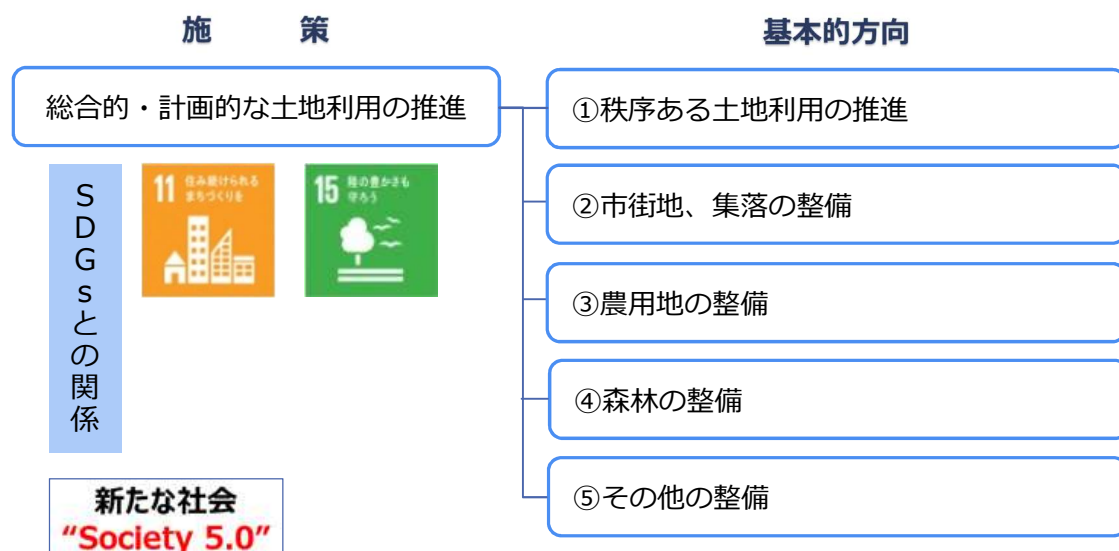 施　策
基本的方向
総合的・計画的な土地利用の推進
①秩序ある土地利用の推進
②市街地、集落の整備
③農用地の整備
④森林の整備
⑤その他の整備
SDGsとの関係
11 住み続けられる
まちづくりを
15 陸の豊かさも
守ろう
新たな社会
“Society 5.0”